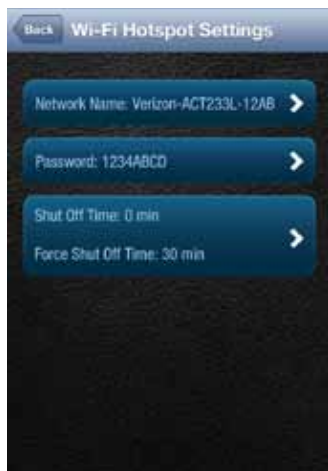 Back
Wi-Fi Hotspot Settings
Network Name: Verizon-ACT233L-12AB
Password: 1234ABCD
Shut Off Time: 0 min
Force Shut Off Time: 30 min